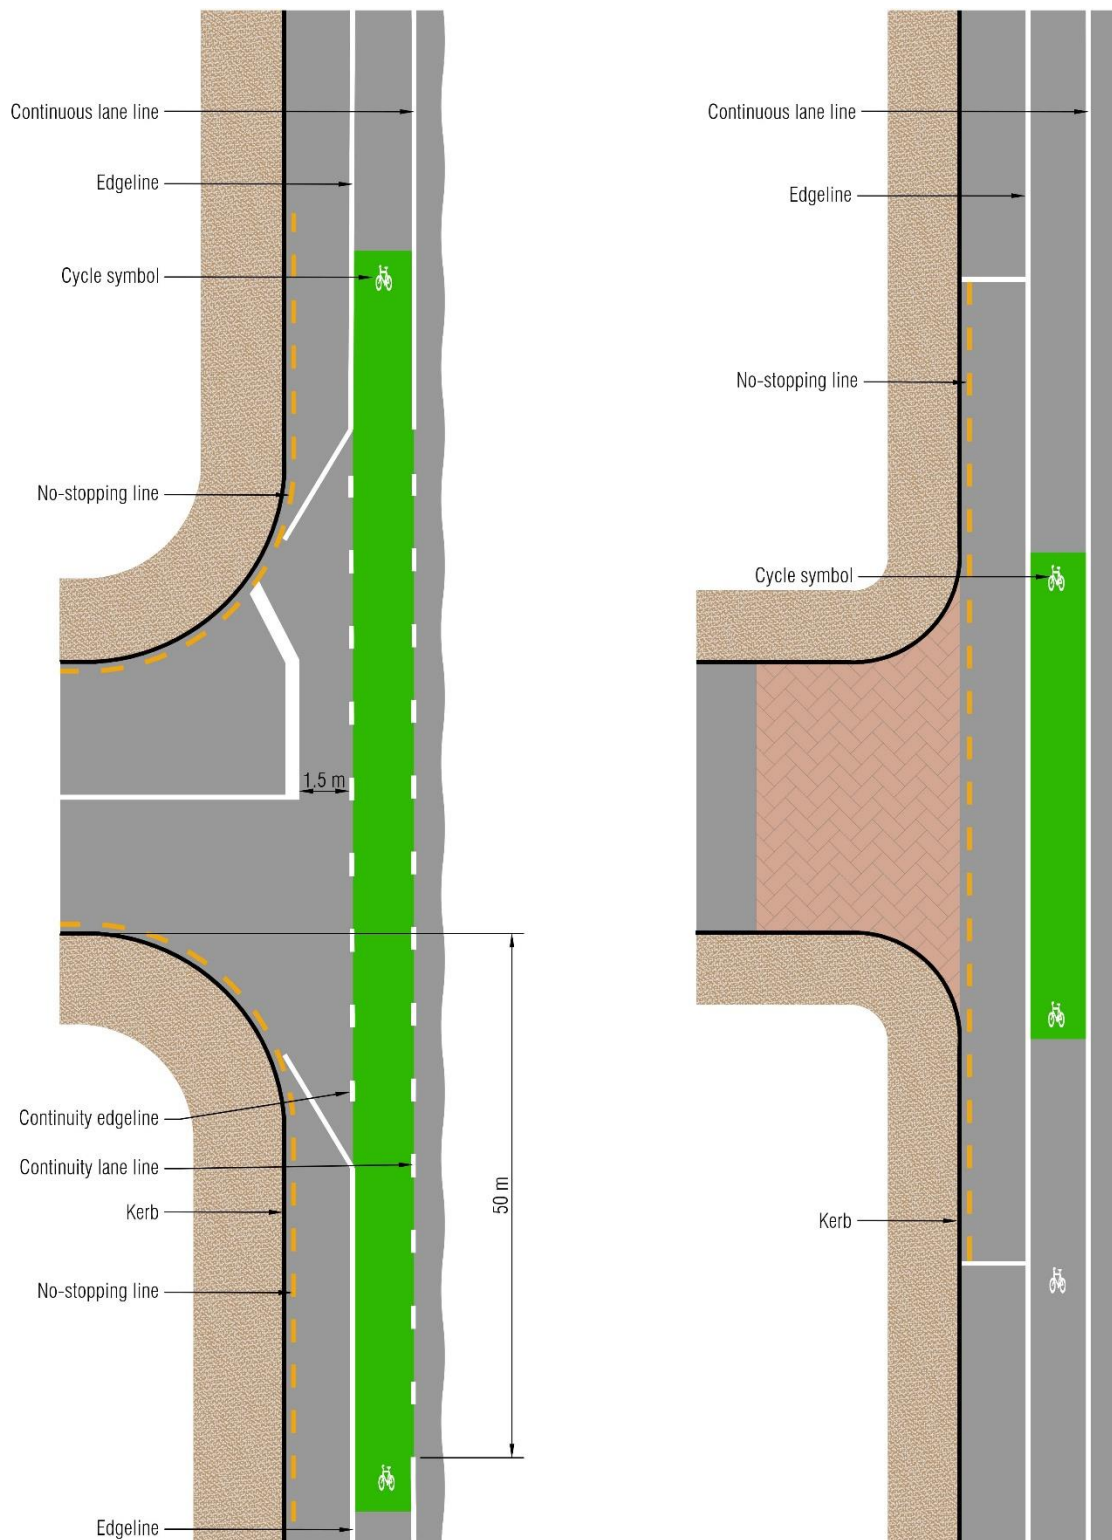 Continuous lane line
Edgeline
Cycle symbol
No-stopping line
1.5 m
Continuity edgeline
Continuity lane line
Kerb
No-stopping line
Edgeline
50 m
Continuous lane line
Edgeline
No-stopping line
Cycle symbol
Kerb